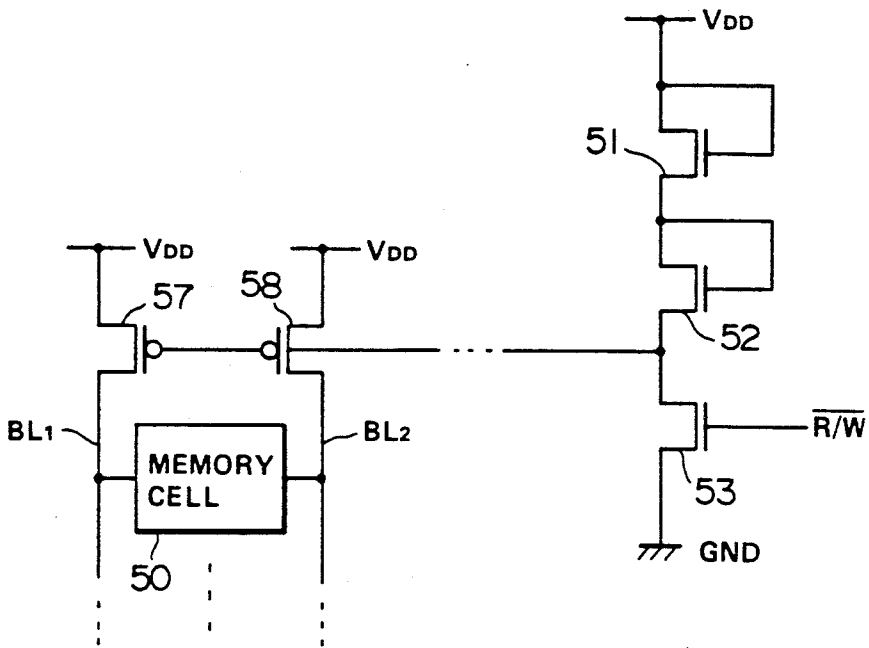 VDD
51
VDD
VDD
57
58
52
BL1
BL2
R/W
MEMORY
CELL
53
50
GND